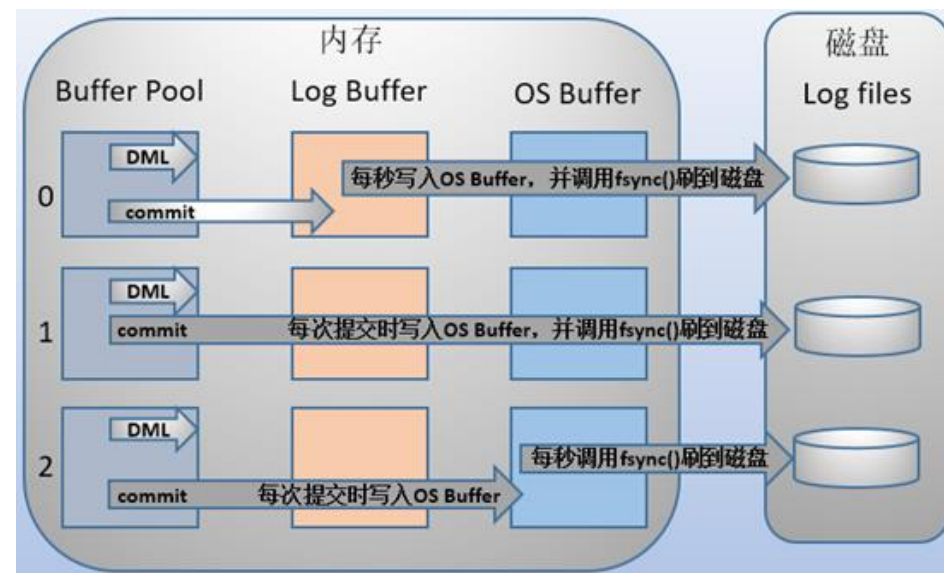 内存
磁盘
Buffer Pool
Log Buffer
OS Buffer
Log files
0
DML
commit
每秒写入OS Buffer，并调用fsync()刷到磁盘
1
DML
commit
每次提交时写入OS Buffer，并调用fsync()刷到磁盘
2
DML
每秒调用fsync()刷到磁盘
commit
每次提交时写入OS Buffer